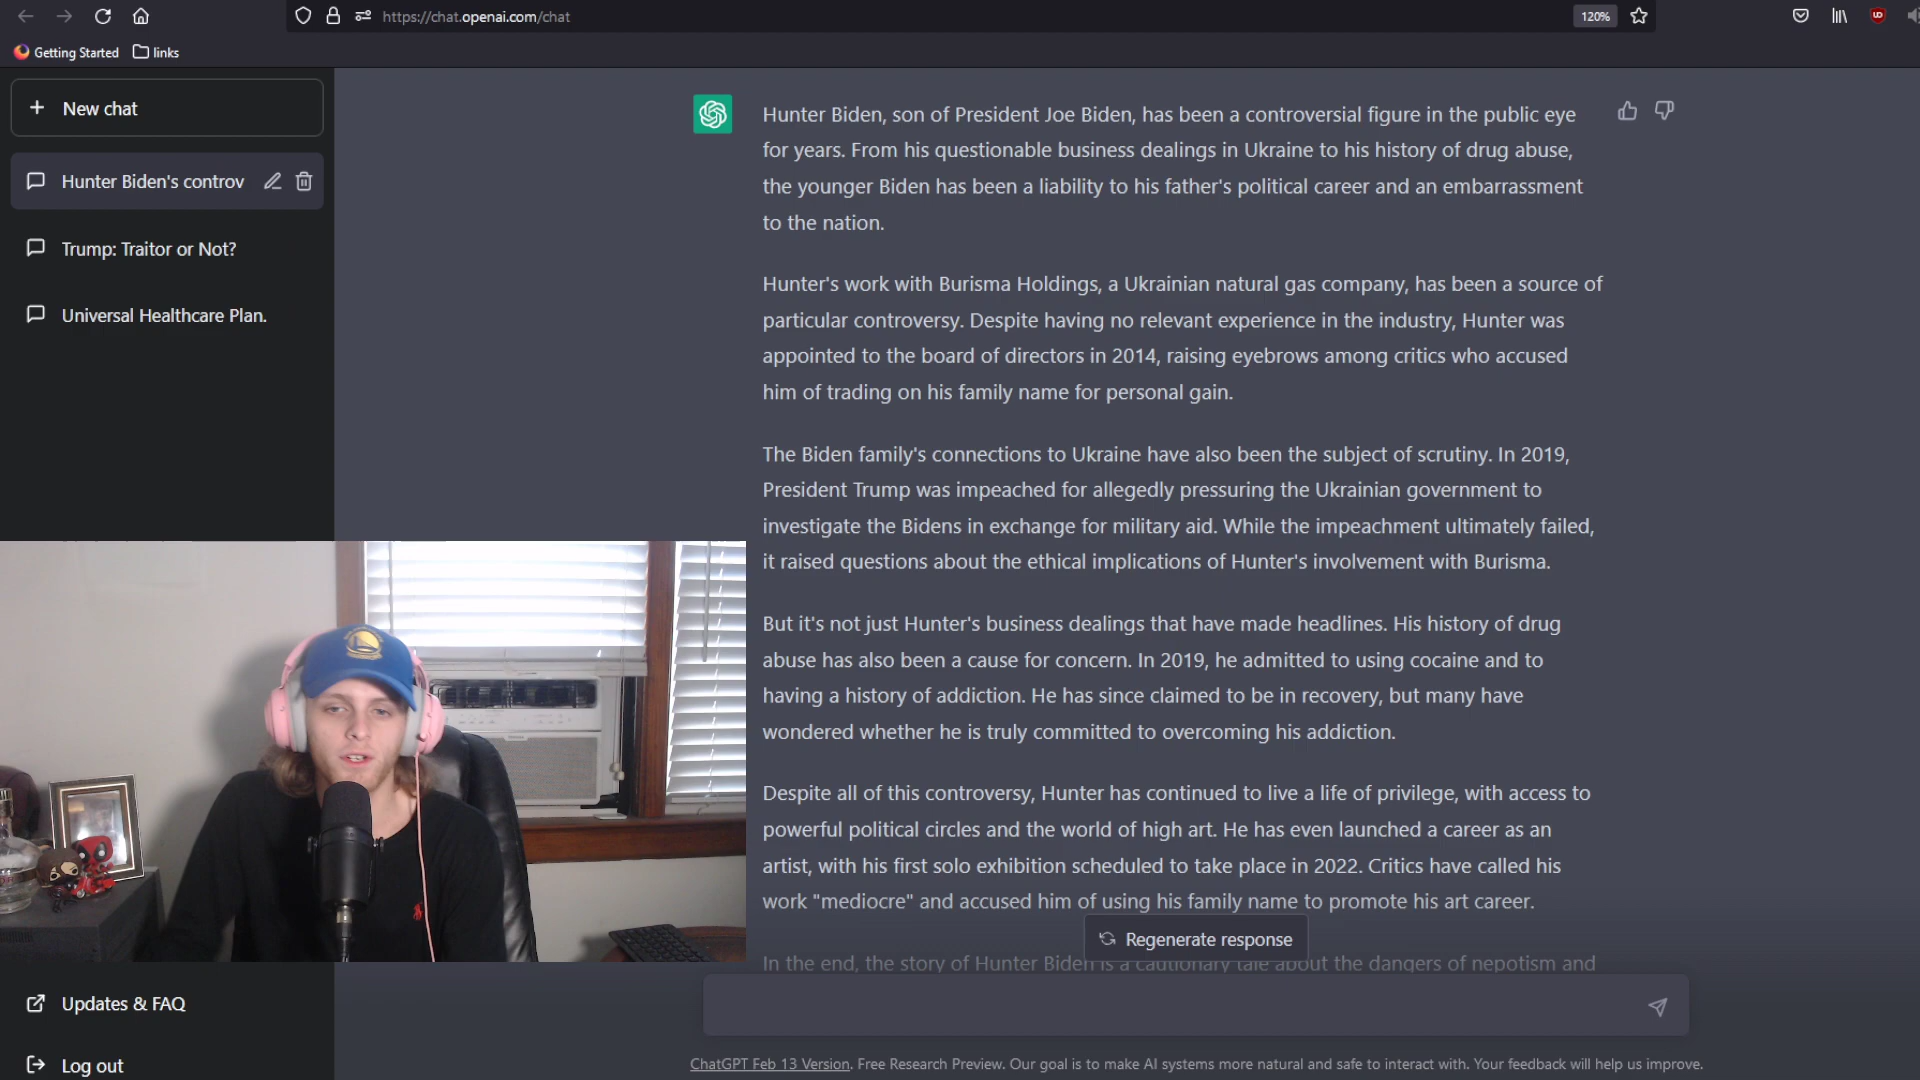 https://chat.openai.com/chat
120%
Getting Started
links
New chat
Hunter Biden's controv
Trump: Traitor or Not?
Universal Healthcare Plan.
Hunter Biden, son of President Joe Biden, has been a controversial figure in the public eye
for years. From his questionable business dealings in Ukraine to his history of drug abuse,
the younger Biden has been a liability to his father's political career and an embarrassment
to the nation.
Hunter's work with Burisma Holdings, a Ukrainian natural gas company, has been a source of
particular controversy. Despite having no relevant experience in the industry, Hunter was
appointed to the board of directors in 2014, raising eyebrows among critics who accused
him of trading on his family name for personal gain.
The Biden family's connections to Ukraine have also been the subject of scrutiny. In 2019,
President Trump was impeached for allegedly pressuring the Ukrainian government to
investigate the Bidens in exchange for military aid. While the impeachment ultimately failed,
it raised questions about the ethical implications of Hunter's involvement with Burisma.
But it's not just Hunter's business dealings that have made headlines. His history of drug
abuse has also been a cause for concern. In 2019, he admitted to using cocaine and to
having a history of addiction. He has since claimed to be in recovery, but many have
wondered whether he is truly committed to overcoming his addiction.
Despite all of this controversy, Hunter has continued to live a life of privilege, with access to
powerful political circles and the world of high art. He has even launched a career as an
artist, with his first solo exhibition scheduled to take place in 2022. Critics have called his
work "mediocre" and accused him of using his family name to promote his art career.
Regenerate response
In the end, the story of Hunter Biden is a cautionary tale about the dangers of nepotism and
Updates & FAQ
Log out
ChatGPT Feb 13 Version. Free Research Preview. Our goal is to make AI systems more natural and safe to interact with. Your feedback will help us improve.